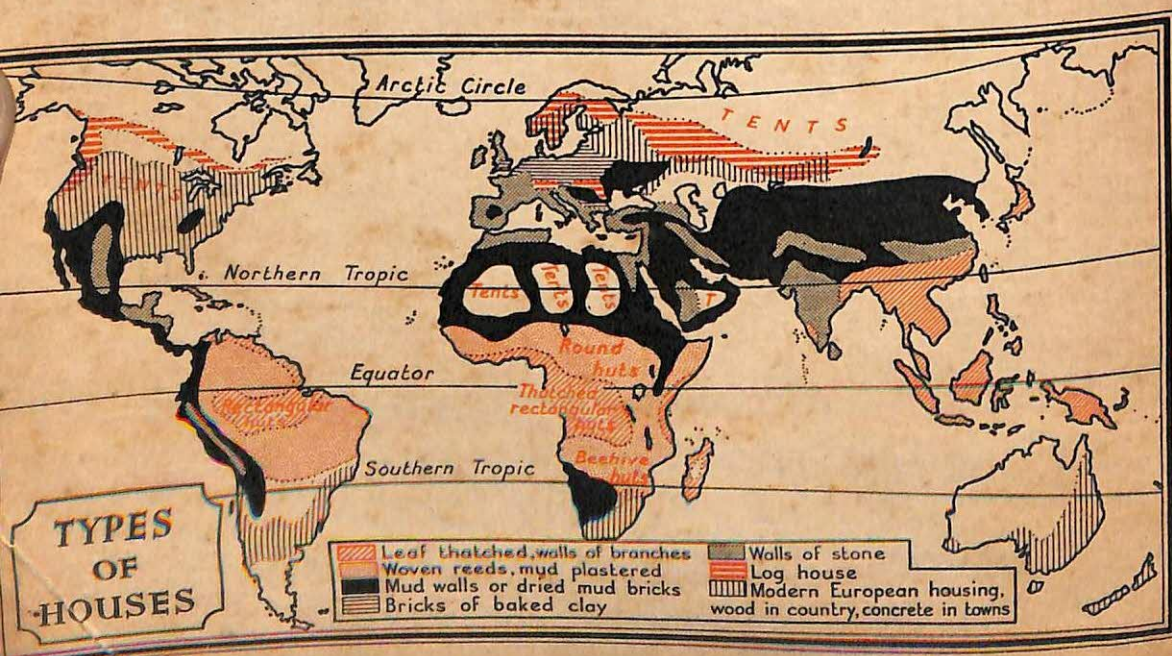 Arctic Circle
TENTS
TENTS
Northern Tropic
Tents
Tents
Tents
T
Round
huts
Equator
Thatched
rectangular
huts
Rectangular
huts
Beehive
huts
Southern Tropic
TYPES
OF
HOUSES
Leaf thatched, walls of branches
Woven reeds, mud plastered
Mud walls or dried mud bricks
Bricks of baked clay
Walls of stone
Log house
Modern European housing,
wood in country, concrete in towns